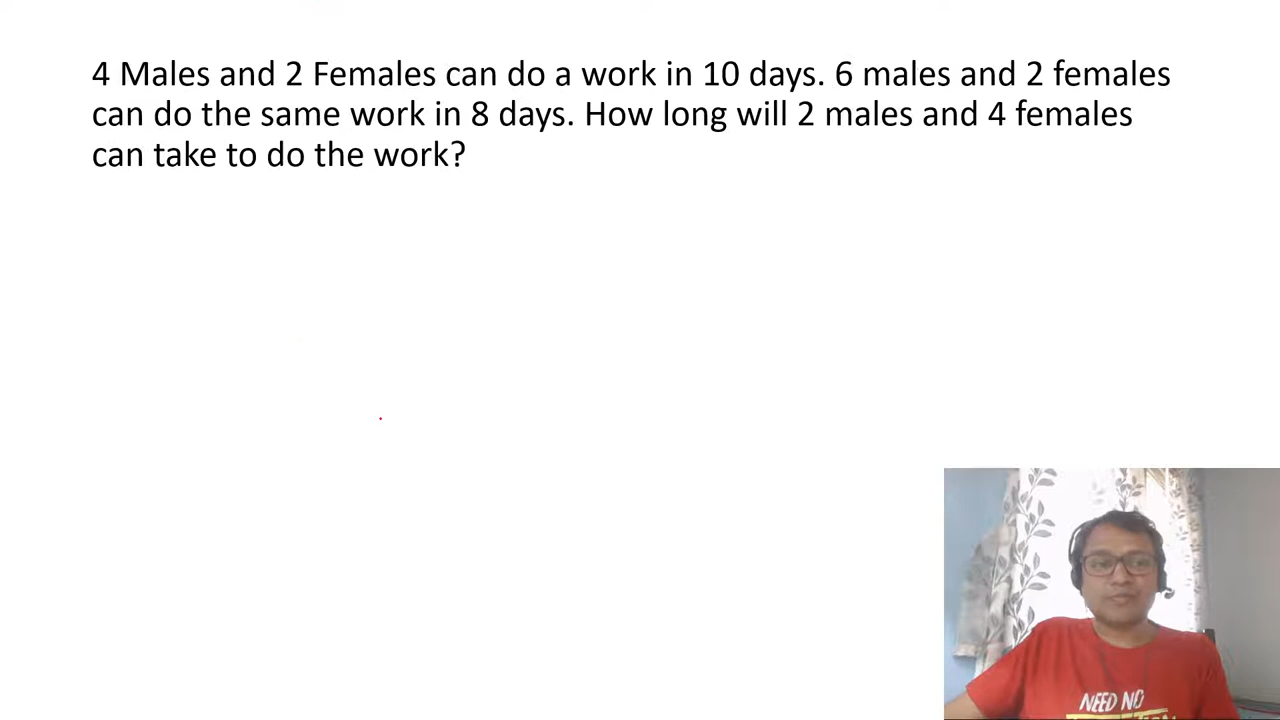 4 Males and 2 Females can do a work in 10 days. 6 males and 2 females
can do the same work in 8 days. How long will 2 males and 4 females
can take to do the work?
NEED NO